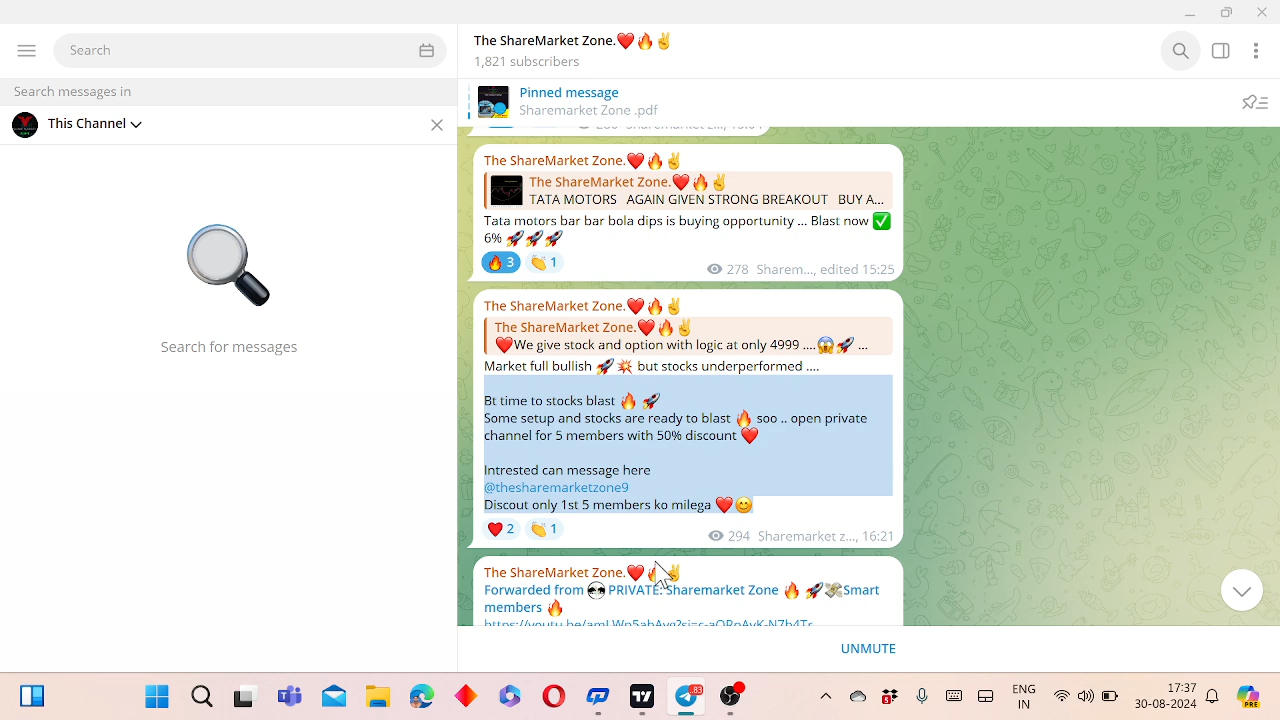 Search
The ShareMarket Zone.❤️🔥✌️
1,821 subscribers
Search messages in
This Channel
Pinned message
Sharemarket Zone .pdf
Search for messages
The ShareMarket Zone.❤️🔥✌️
The ShareMarket Zone.❤️🔥✌️
TATA MOTORS AGAIN GIVEN STRONG BREAKOUT BUY A...
Tata motors bar bar bola dips is buying opportunity ... Blast now ✅
6% 🚀🚀🚀
🔥 3 👏 1
278 Sharem..., edited 15:25
The ShareMarket Zone.❤️🔥✌️
The ShareMarket Zone.❤️🔥✌️
❤️We give stock and option with logic at only 4999 ....😱🚀 ...
Market full bullish 🚀💥 but stocks underperformed ....
Bt time to stocks blast 🔥 🚀
Some setup and stocks are ready to blast 🔥 soo .. open private
channel for 5 members with 50% discount ❤️
Intrested can message here
@thesharemarketzone9
Discout only 1st 5 members ko milega ❤️😊
❤️ 2 👏 1
294 Sharemarket z..., 16:21
The ShareMarket Zone.❤️🔥✌️
Forwarded from PRIVATE: Sharemarket Zone 🔥 🚀💸Smart
members 🔥
UNMUTE
83
ENG
IN
17:37
30-08-2024
PRE